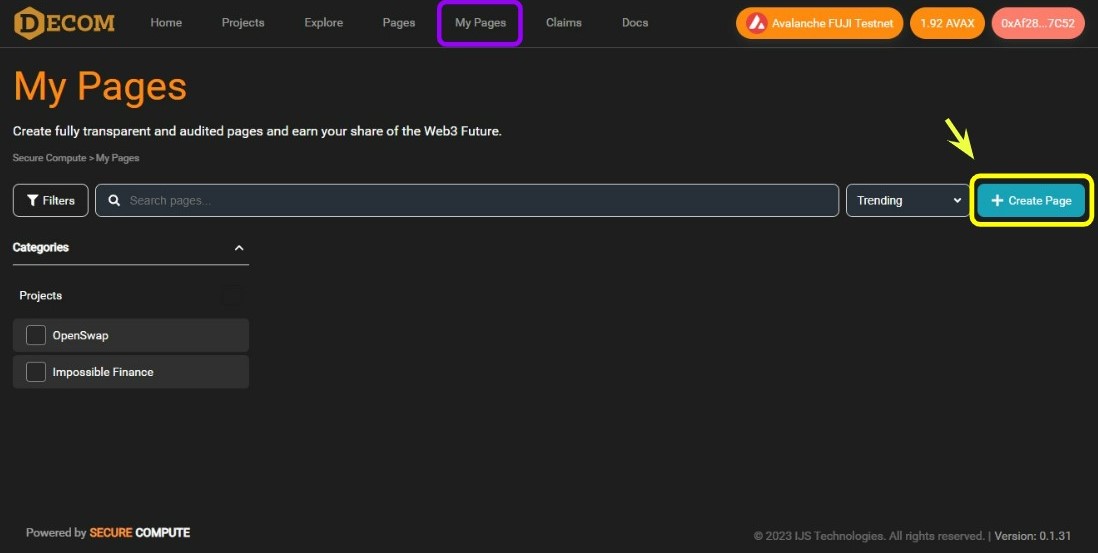 DECOM
Home Projects Explore Pages My Pages Claims Docs
Avalanche FUJI Testnet 1.92 AVAX 0xAf28...7C52
My Pages
Create fully transparent and audited pages and earn your share of the Web3 Future.
Secure Compute > My Pages
Filters Search pages... Trending Create Page
Categories
Projects
OpenSwap
Impossible Finance
Powered by SECURE COMPUTE
© 2023 IJS Technologies. All rights reserved. | Version: 0.1.31